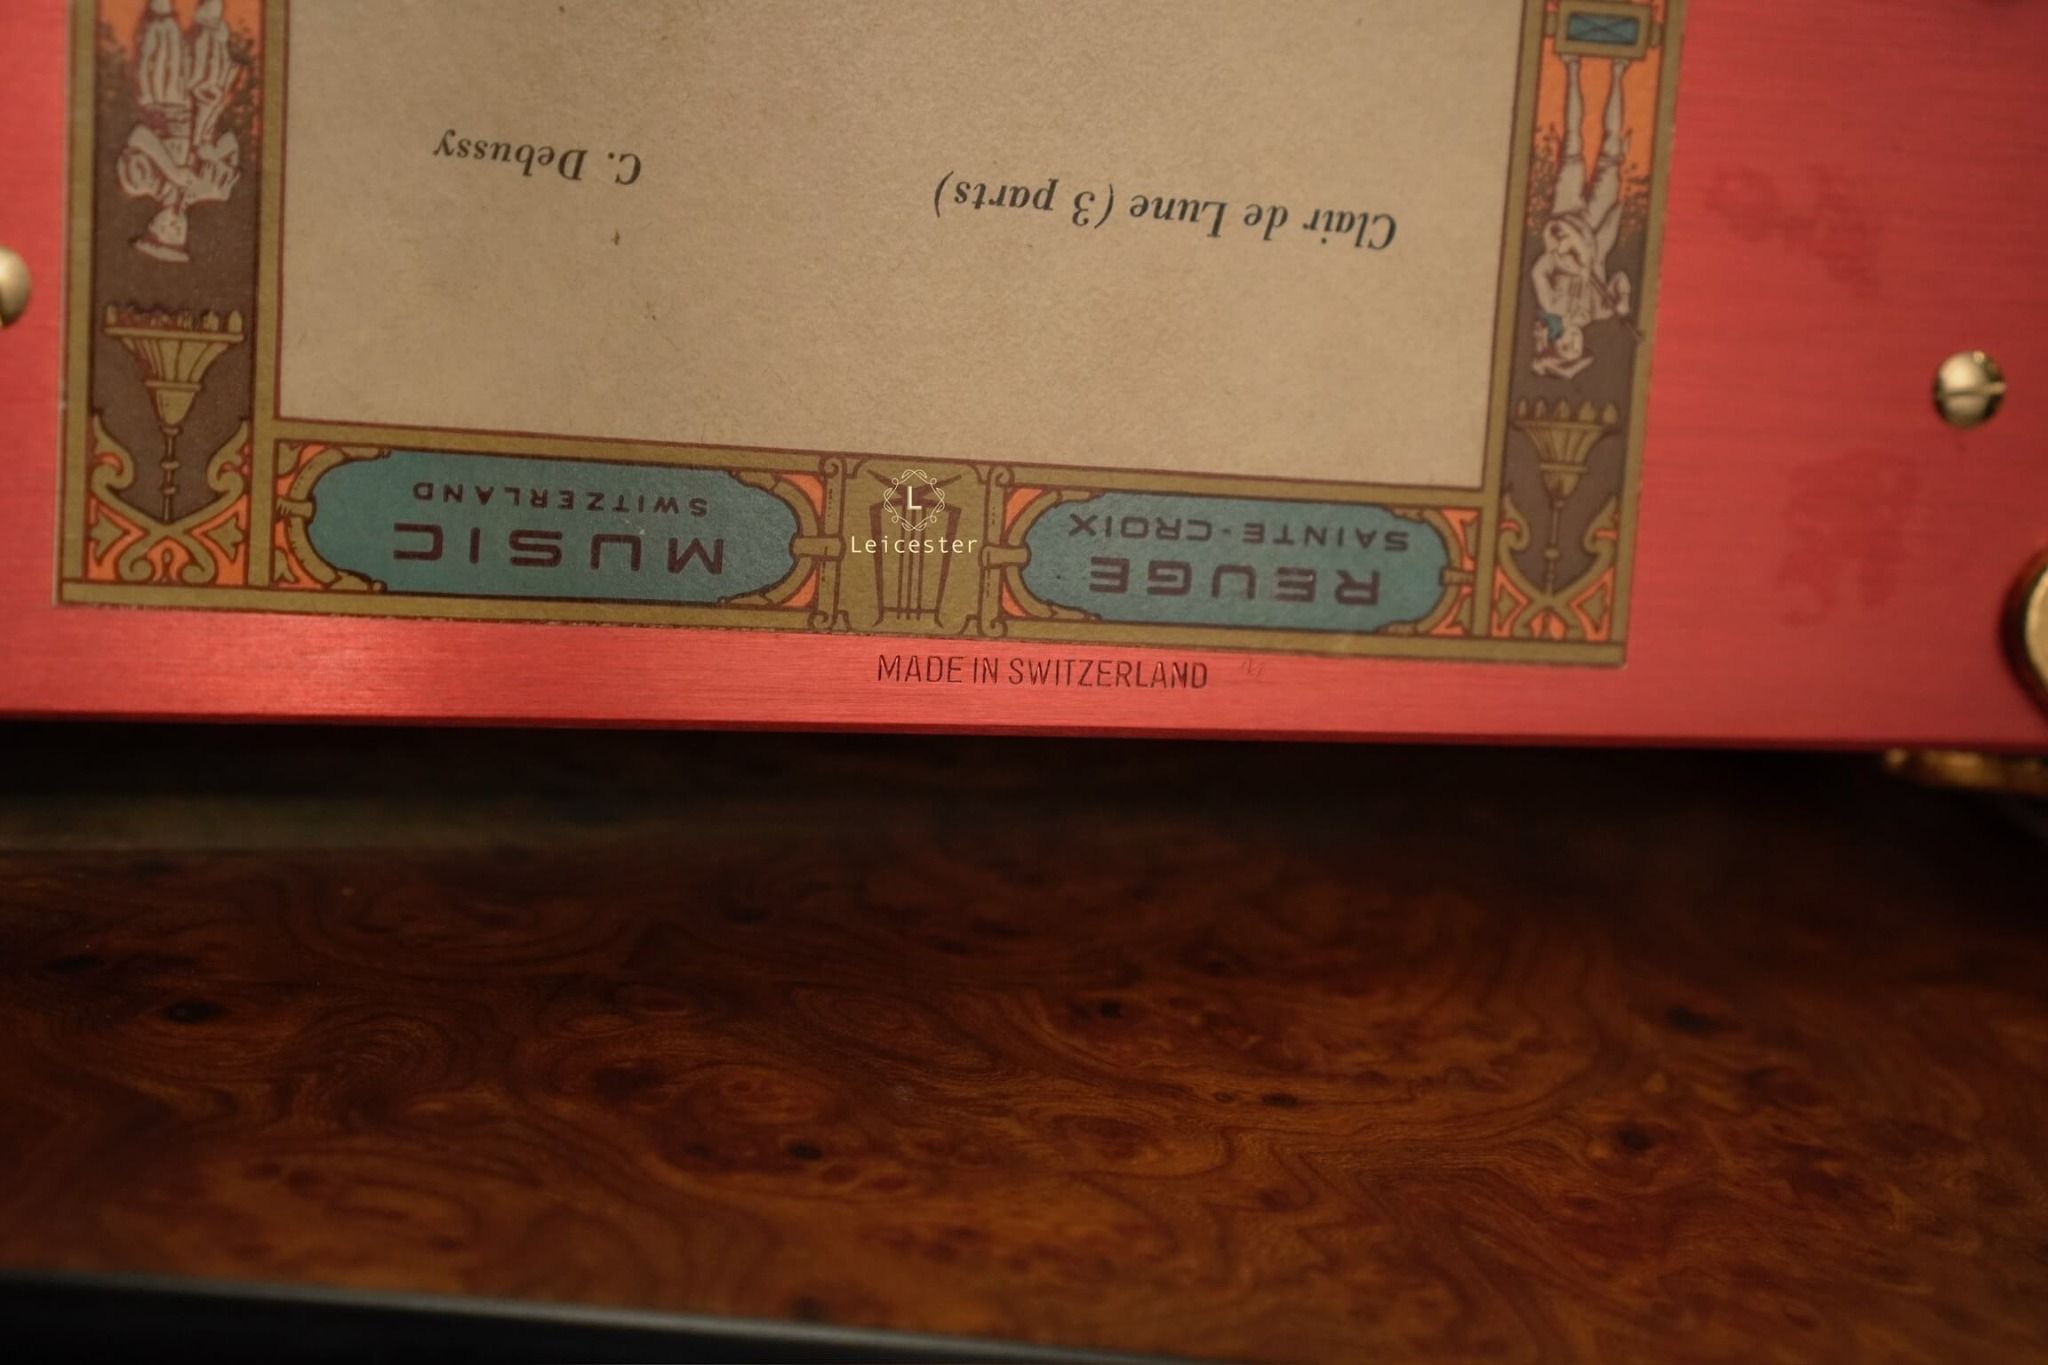 Clair de Lune (3 parts)
C. Debussy
REUGE
SAINTE-CROIX
MUSIC
SWITZERLAND
L
Leicester
MADE IN SWITZERLAND